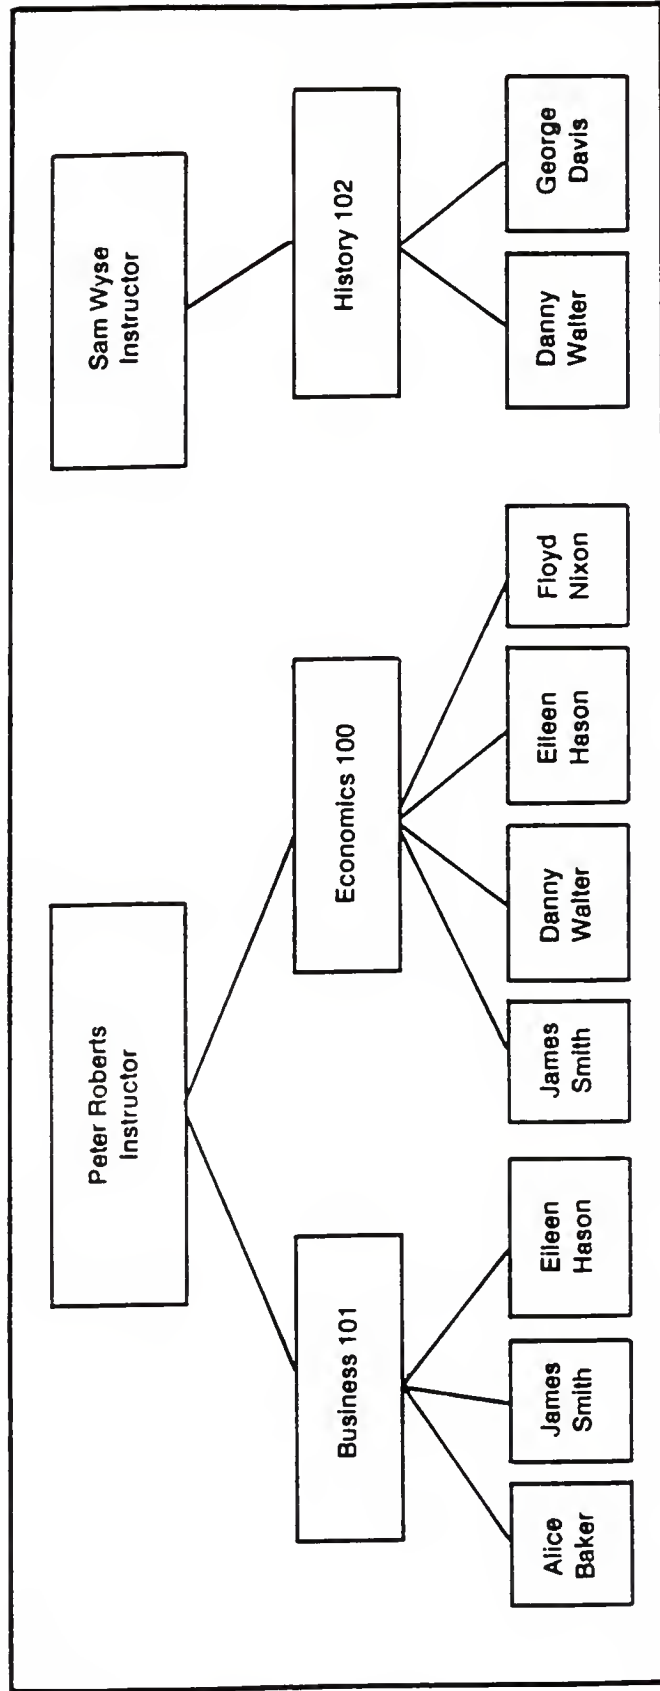 Peter Roberts
Instructor
Sam Wyse
Instructor
Business 101
Economics 100
History 102
Alice
Baker
James
Smith
Eileen
Hason
James
Smith
Danny
Walter
Eileen
Hason
Floyd
Nixon
Danny
Walter
George
Davis